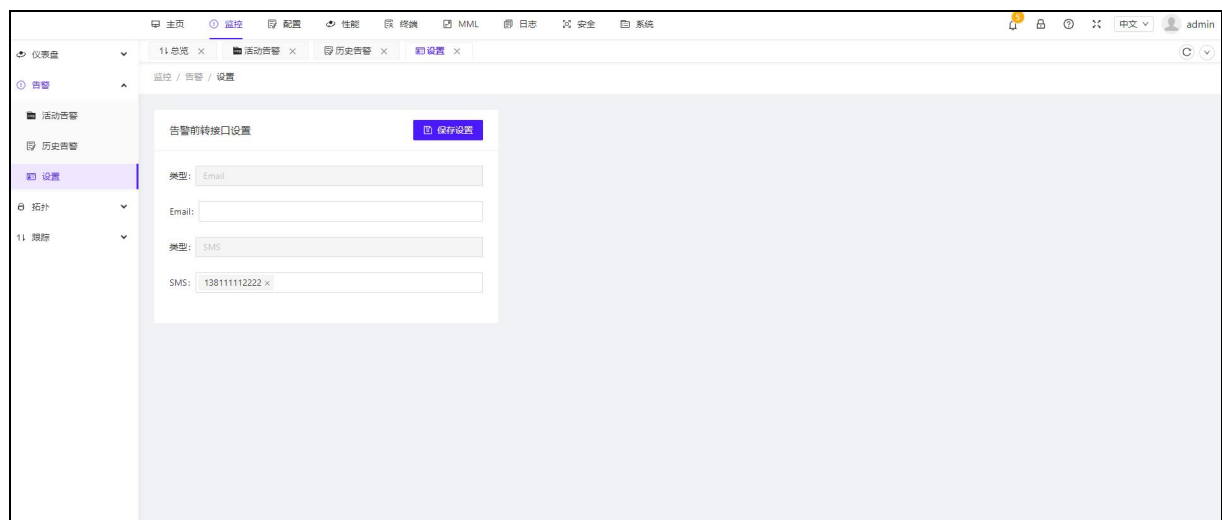 主页 监控 配置 性能 终端 MML 日志 安全 系统 5 中文 admin
仪表盘
总览 活动告警 历史告警 设置
告警
监控 / 告警 / 设置
活动告警
历史告警
设置
拓扑
跟踪
告警前转接口设置 保存设置
类型: Email
Email:
类型: SMS
SMS: 138111112222 ×